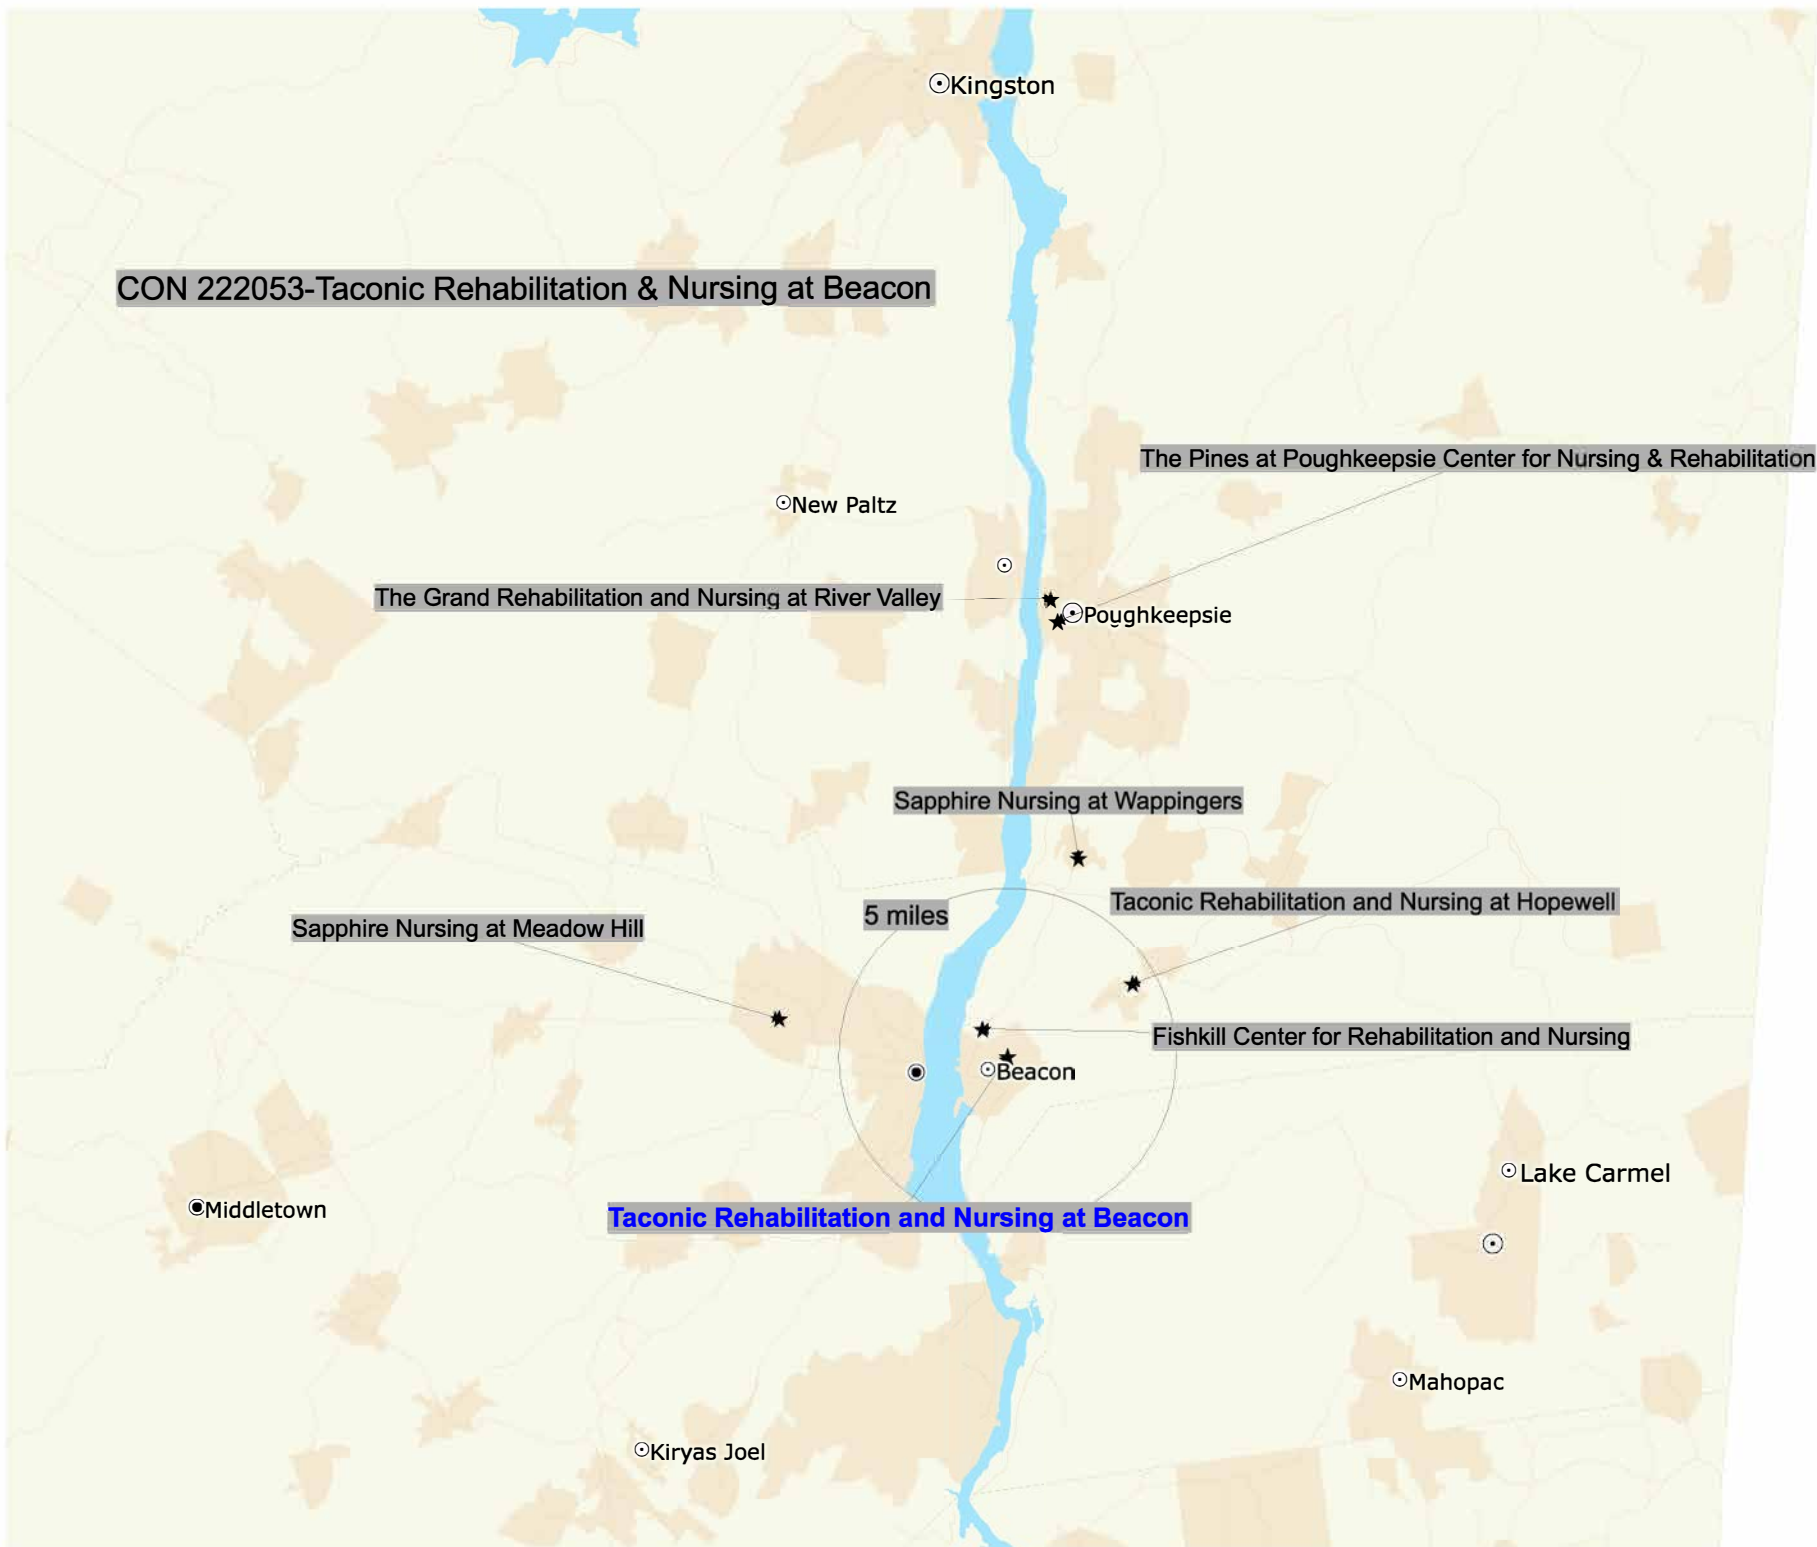 Kingston
CON 222053-Taconic Rehabilitation & Nursing at Beacon
The Pines at Poughkeepsie Center for Nursing & Rehabilitation
New Paltz
The Grand Rehabilitation and Nursing at River Valley
Poughkeepsie
Sapphire Nursing at Wappingers
Taconic Rehabilitation and Nursing at Hopewell
5 miles
Sapphire Nursing at Meadow Hill
Fishkill Center for Rehabilitation and Nursing
Beacon
Lake Carmel
Middletown
Taconic Rehabilitation and Nursing at Beacon
Mahopac
Kiryas Joel